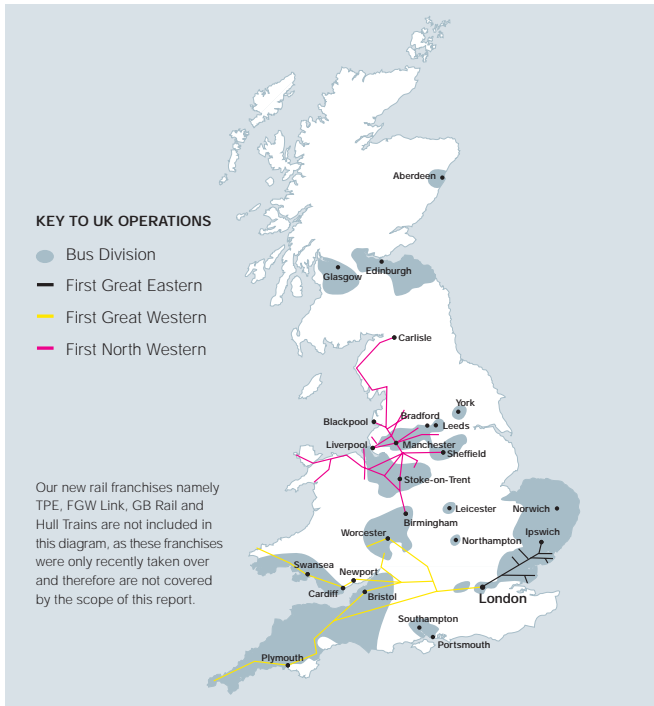 Aberdeen
Glasgow
Edinburgh
KEY TO UK OPERATIONS
Bus Division
First Great Eastern
First Great Western
First North Western
Carlisle
York
Blackpool
Bradford
Leeds
Liverpool
Manchester
Sheffield
Stoke-on-Trent
Our new rail franchises namely
TPE, FGW Link, GB Rail and
Hull Trains are not included in
this diagram, as these franchises
were only recently taken over
and therefore are not covered
by the scope of this report.
Leicester
Norwich
Birmingham
Worcester
Northampton
Ipswich
Swansea
Newport
Cardiff
Bristol
London
Southampton
Portsmouth
Plymouth